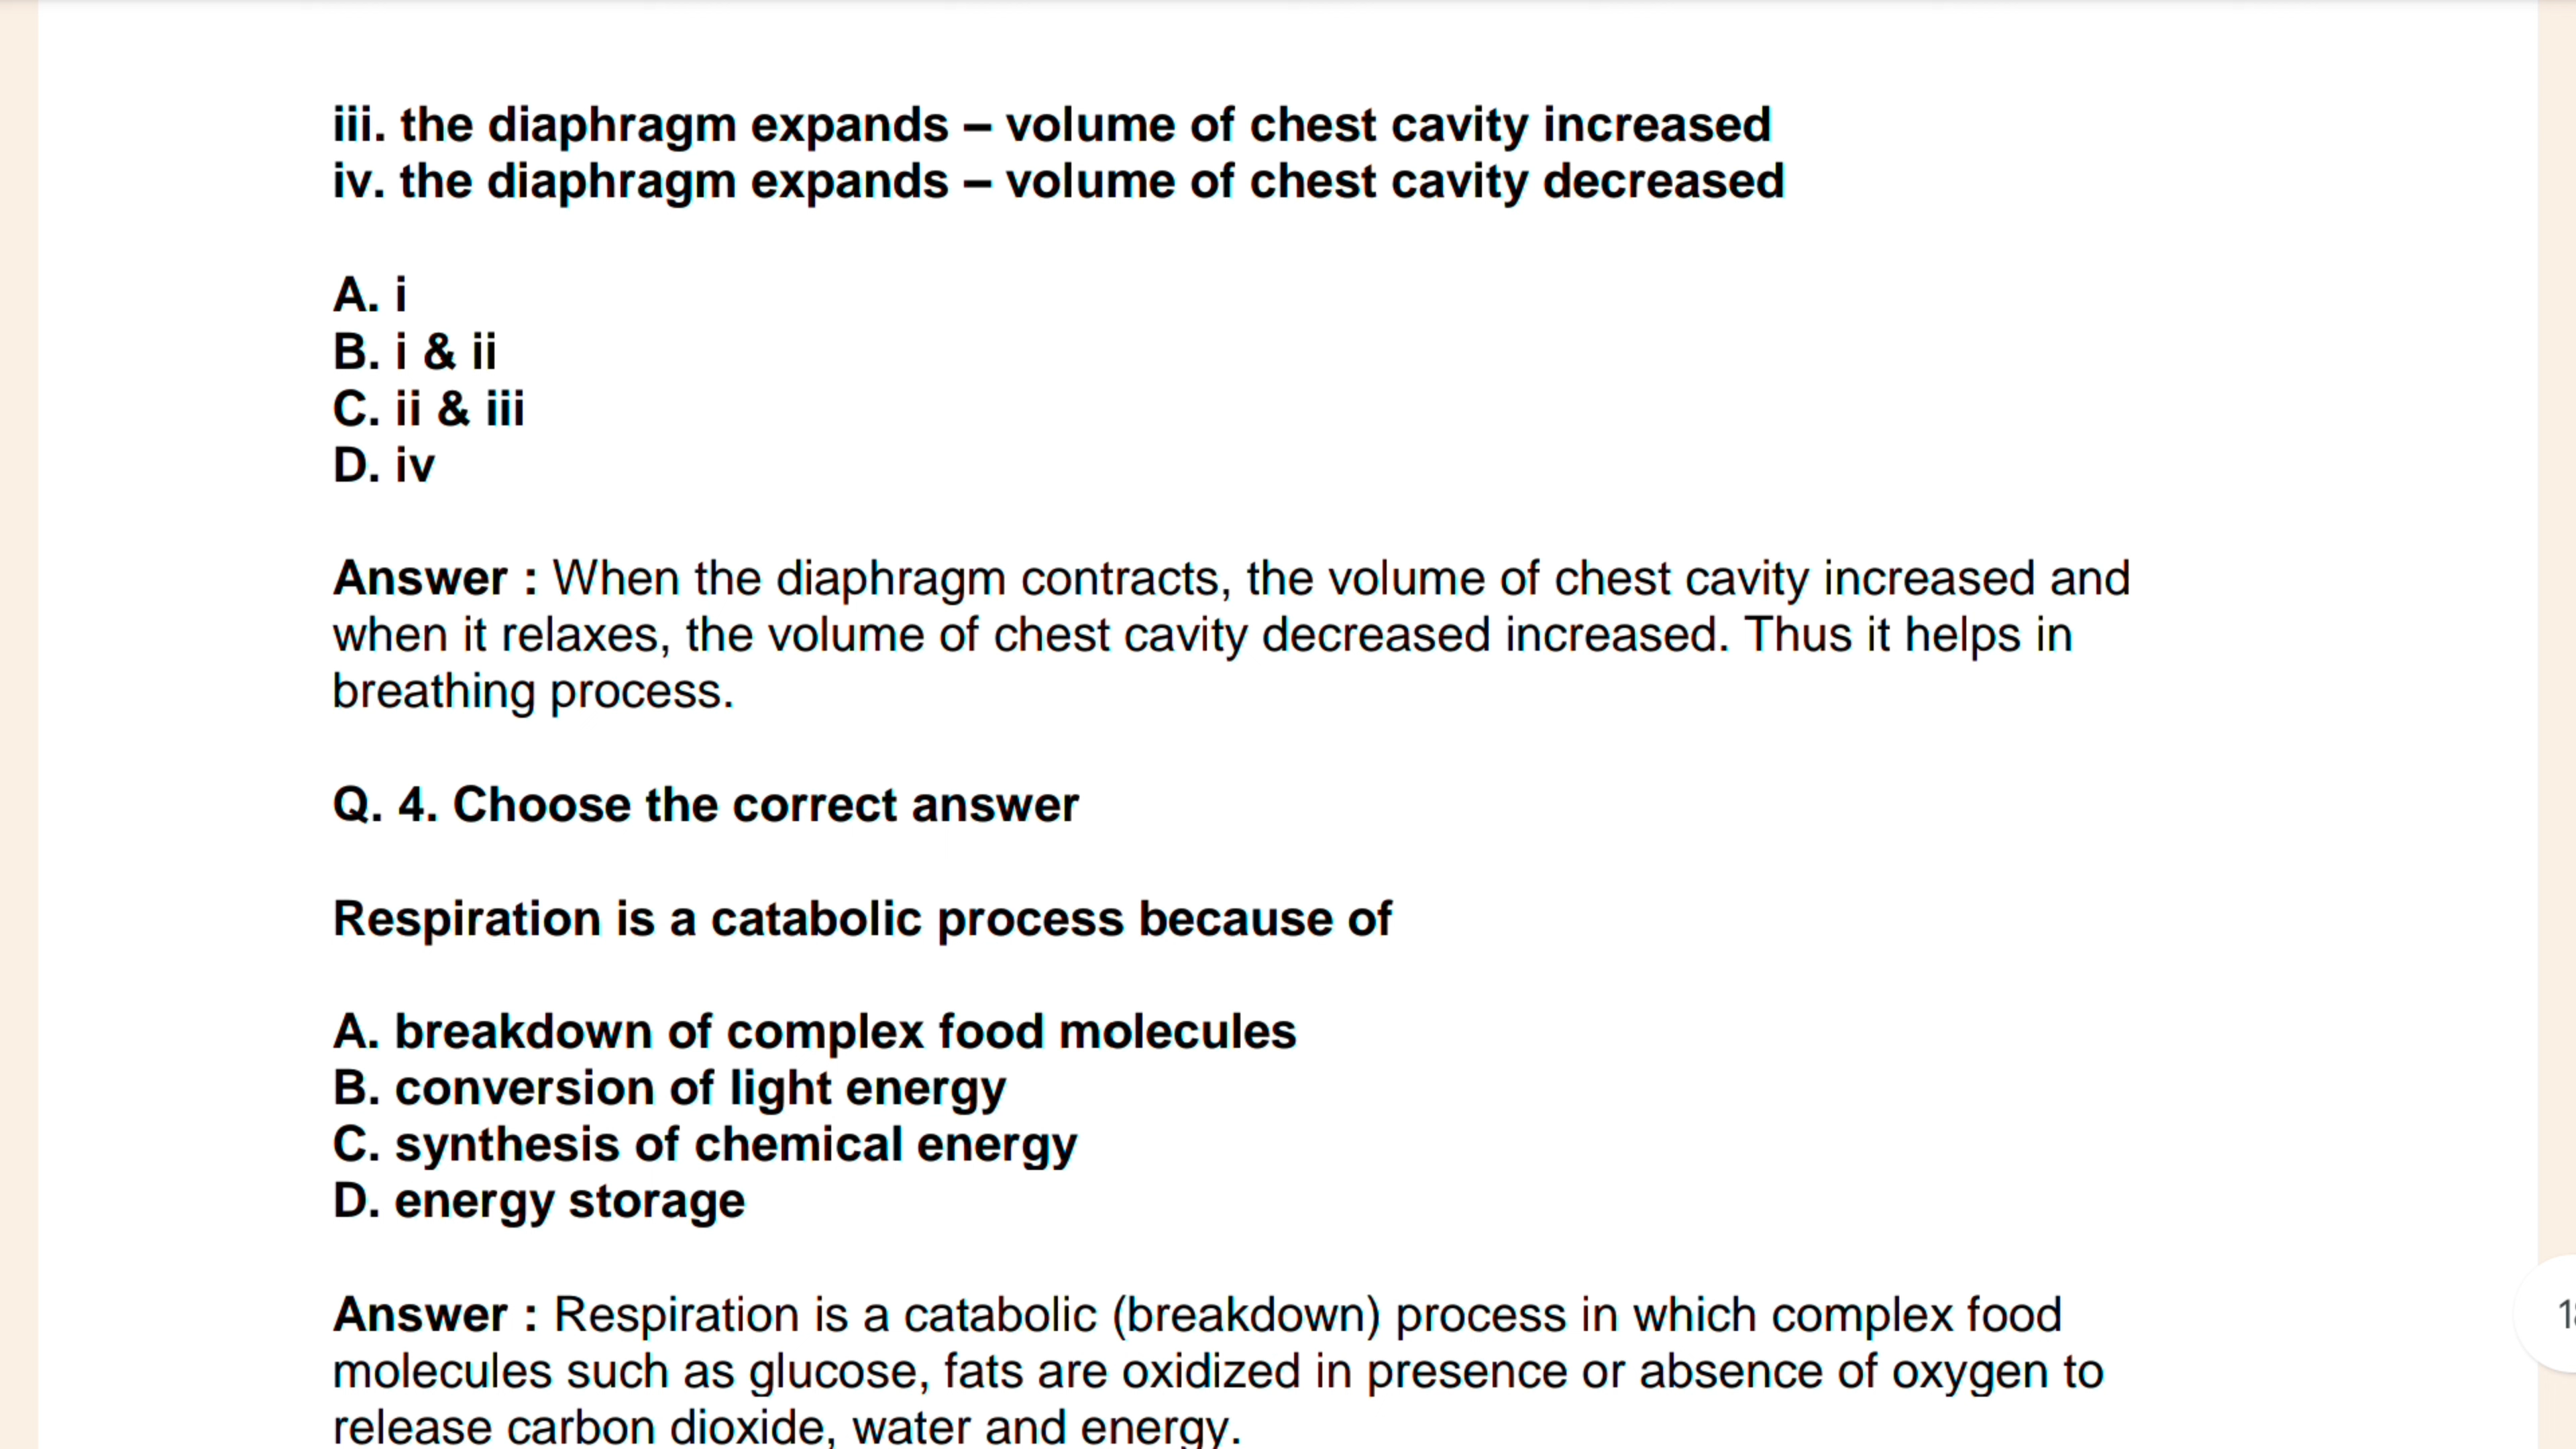 iii. the diaphragm expands – volume of chest cavity increased
iv. the diaphragm expands – volume of chest cavity decreased
A. i
B. i & ii
C. ii & iii
D. iv
Answer : When the diaphragm contracts, the volume of chest cavity increased and
when it relaxes, the volume of chest cavity decreased increased. Thus it helps in
breathing process.
Q. 4. Choose the correct answer
Respiration is a catabolic process because of
A. breakdown of complex food molecules
B. conversion of light energy
C. synthesis of chemical energy
D. energy storage
Answer : Respiration is a catabolic (breakdown) process in which complex food
molecules such as glucose, fats are oxidized in presence or absence of oxygen to
release carbon dioxide, water and energy.